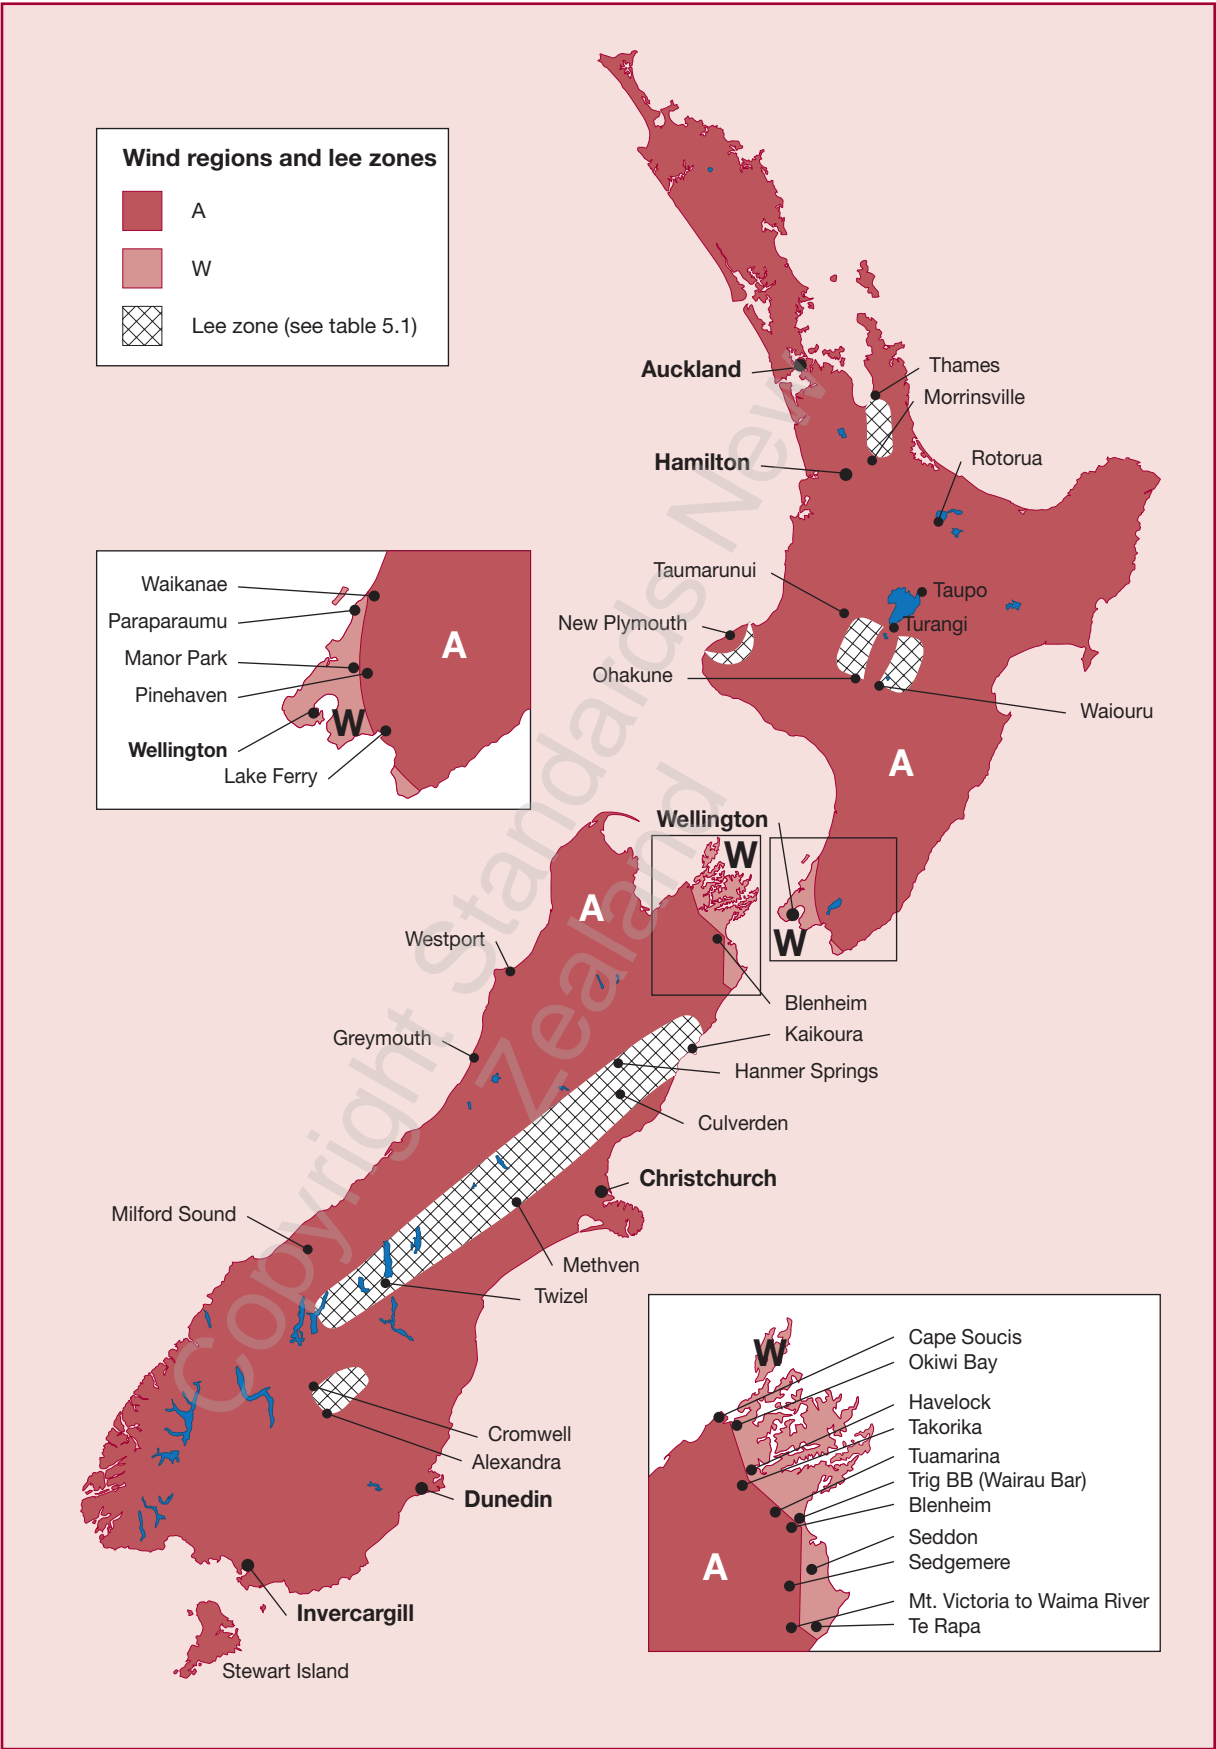 Wind regions and lee zones
A
W
Lee zone (see table 5.1)
Auckland
Thames
Morrinsville
Hamilton
Rotorua
Taumarunui
Taupo
New Plymouth
Turangi
Ohakune
Waiouru
A
Waikanae
Paraparaumu
Manor Park
Pinehaven
Wellington
Lake Ferry
A
W
Wellington
W
A
W
Westport
Blenheim
Greymouth
Kaikoura
Hanmer Springs
Culverden
Christchurch
Milford Sound
Methven
Twizel
Cromwell
Alexandra
Dunedin
Invercargill
Stewart Island
W
Cape Soucis
Okiwi Bay
Havelock
Takorika
Tuamarina
Trig BB (Wairau Bar)
Blenheim
Seddon
Sedgemere
Mt. Victoria to Waima River
Te Rapa
A
Copyright Standards New
Zealand